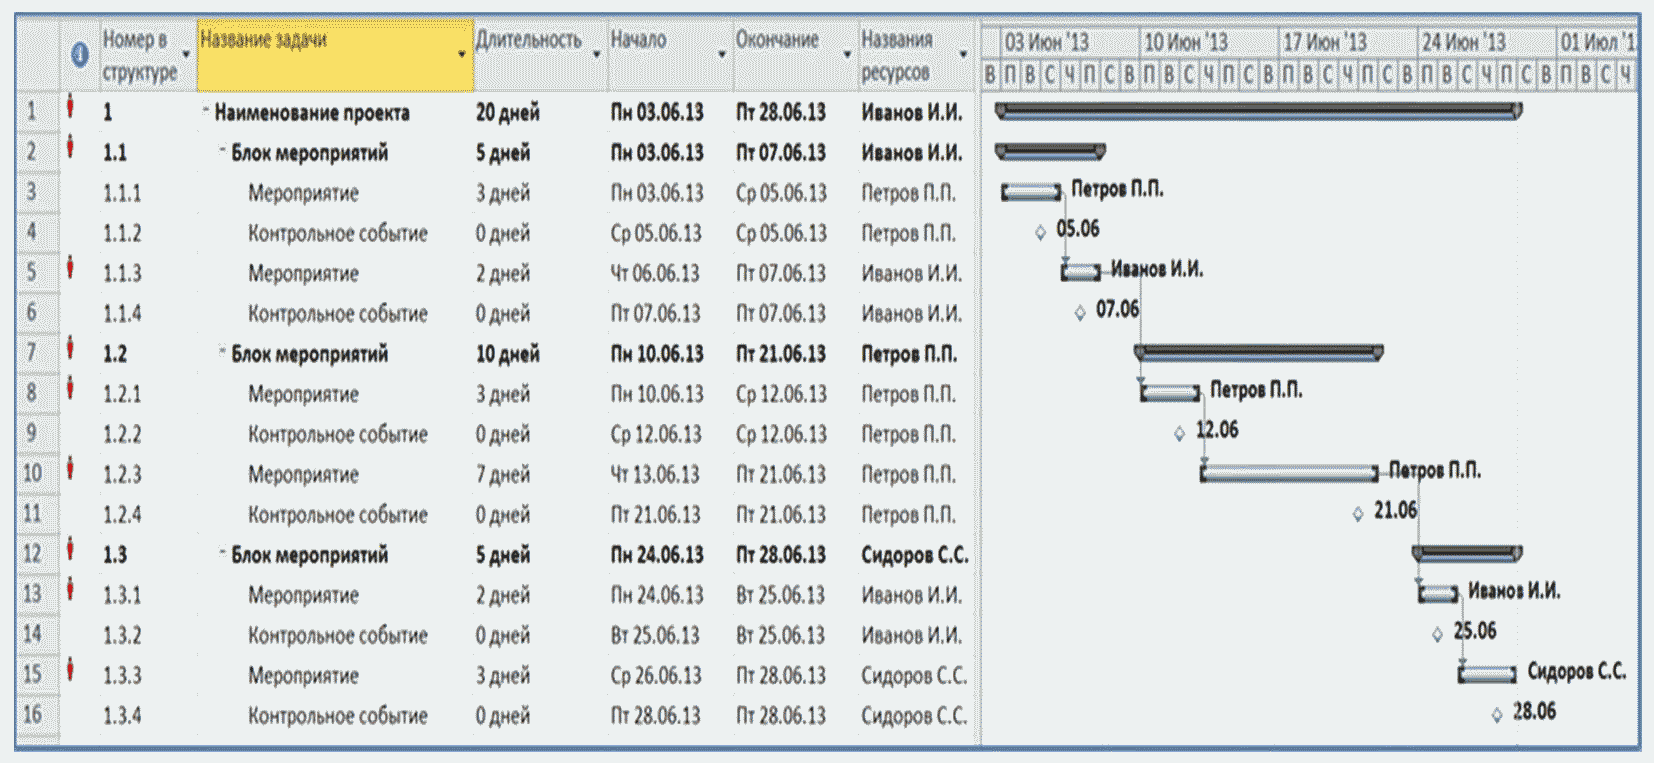 Номер в структуре Название задачи Длительность Начало Окончание Названия ресурсов 03 Июн '13 10 Июн '13 17 Июн '13 24 Июн '13 01 Июл '1
В П В С Ч П С В П В С Ч П С В П В С Ч П С В П В С Ч П С В П В С Ч
1 1 Наименование проекта 20 дней Пн 03.06.13 Пт 28.06.13 Иванов И.И.
2 1.1 Блок мероприятий 5 дней Пн 03.06.13 Пт 07.06.13 Иванов И.И.
3 1.1.1 Мероприятие 3 дней Пн 03.06.13 Ср 05.06.13 Петров П.П. Петров П.П.
4 1.1.2 Контрольное событие 0 дней Ср 05.06.13 Ср 05.06.13 Петров П.П. 05.06
5 1.1.3 Мероприятие 2 дней Чт 06.06.13 Пт 07.06.13 Иванов И.И. Иванов И.И.
6 1.1.4 Контрольное событие 0 дней Пт 07.06.13 Пт 07.06.13 Иванов И.И. 07.06
7 1.2 Блок мероприятий 10 дней Пн 10.06.13 Пт 21.06.13 Петров П.П.
8 1.2.1 Мероприятие 3 дней Пн 10.06.13 Ср 12.06.13 Петров П.П. Петров П.П.
9 1.2.2 Контрольное событие 0 дней Ср 12.06.13 Ср 12.06.13 Петров П.П. 12.06
10 1.2.3 Мероприятие 7 дней Чт 13.06.13 Пт 21.06.13 Петров П.П. Петров П.П.
11 1.2.4 Контрольное событие 0 дней Пт 21.06.13 Пт 21.06.13 Петров П.П. 21.06
12 1.3 Блок мероприятий 5 дней Пн 24.06.13 Пт 28.06.13 Сидоров С.С.
13 1.3.1 Мероприятие 2 дней Пн 24.06.13 Вт 25.06.13 Иванов И.И. Иванов И.И.
14 1.3.2 Контрольное событие 0 дней Вт 25.06.13 Вт 25.06.13 Иванов И.И. 25.06
15 1.3.3 Мероприятие 3 дней Ср 26.06.13 Пт 28.06.13 Сидоров С.С. Сидоров С.С.
16 1.3.4 Контрольное событие 0 дней Пт 28.06.13 Пт 28.06.13 Сидоров С.С. 28.06